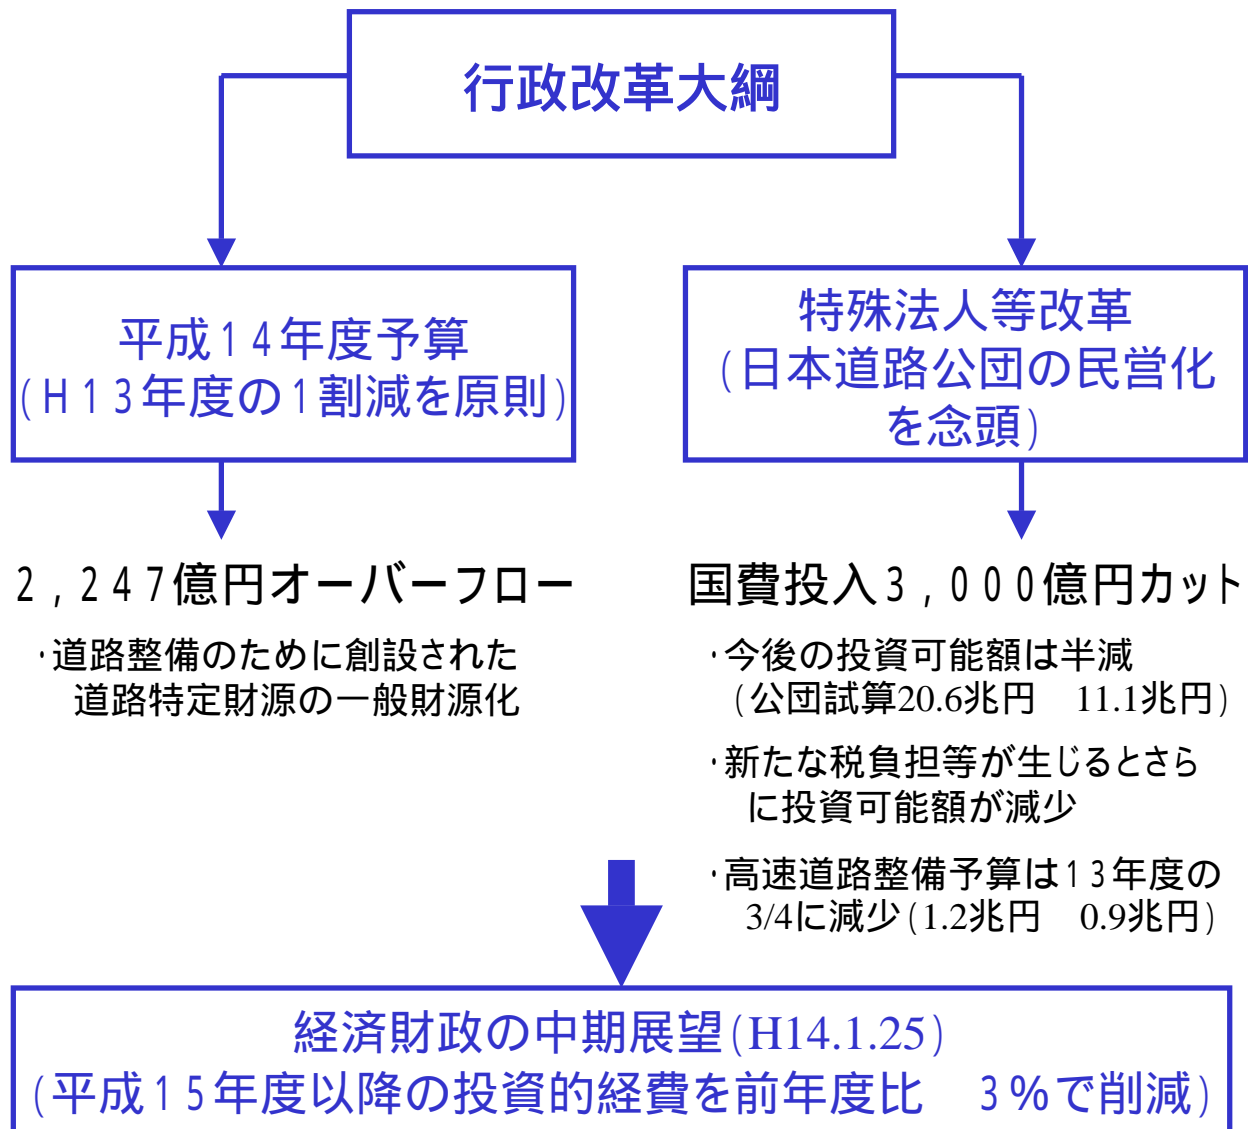 行政改革大綱
平成14年度予算
(H13年度の1割減を原則)
2,247億円オーバーフロー
・道路整備のために創設された
道路特定財源の一般財源化
特殊法人等改革
(日本道路公団の民営化
を念頭)
国費投入3,000億円カット
・今後の投資可能額は半減
(公団試算20.6兆円　11.1兆円)
・新たな税負担等が生じるとさら
に投資可能額が減少
・高速道路整備予算は13年度の
3/4に減少(1.2兆円　0.9兆円)
経済財政の中期展望(H14.1.25)
(平成15年度以降の投資的経費を前年度比　3%で削減)